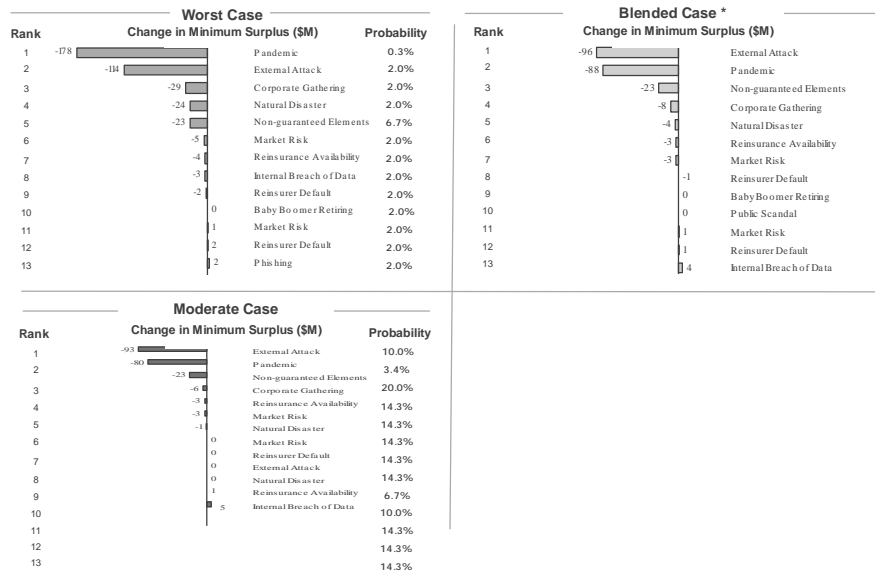 Worst Case
Rank Change in Minimum Surplus ($M) Probability
1 -178 Pandemic 0.3%
2 -114 External Attack 2.0%
3 -29 Corporate Gathering 2.0%
4 -24 Natural Disaster 2.0%
5 -23 Non-guaranteed Elements 6.7%
6 -5 Market Risk 2.0%
7 -4 Reinsurance Availability 2.0%
8 -3 Internal Breach of Data 2.0%
9 -2 Reinsurer Default 2.0%
10 0 Baby Boomer Retiring 2.0%
11 1 Market Risk 2.0%
12 2 Reinsurer Default 2.0%
13 2 Phishing 2.0%
Blended Case *
Rank Change in Minimum Surplus ($M)
1 -96 External Attack
2 -88 Pandemic
3 -23 Non-guaranteed Elements
4 -8 Corporate Gathering
5 -4 Natural Disaster
6 -3 Reinsurance Availability
7 -3 Market Risk
8 -1 Reinsurer Default
9 0 Baby Boomer Retiring
10 0 Public Scandal
11 1 Market Risk
12 1 Reinsurer Default
13 4 Internal Breach of Data
Moderate Case
Rank Change in Minimum Surplus ($M) Probability
1 -93 External Attack 10.0%
2 -80 Pandemic 3.4%
3 -23 Non-guaranteed Elements 20.0%
4 -6 Corporate Gathering 14.3%
5 -3 Reinsurance Availability 14.3%
6 -3 Market Risk 14.3%
7 -1 Natural Disaster 14.3%
8 0 Market Risk 14.3%
9 0 Reinsurer Default 6.7%
10 0 External Attack 10.0%
11 0 Natural Disaster 14.3%
12 1 Reinsurance Availability 14.3%
13 5 Internal Breach of Data 14.3%